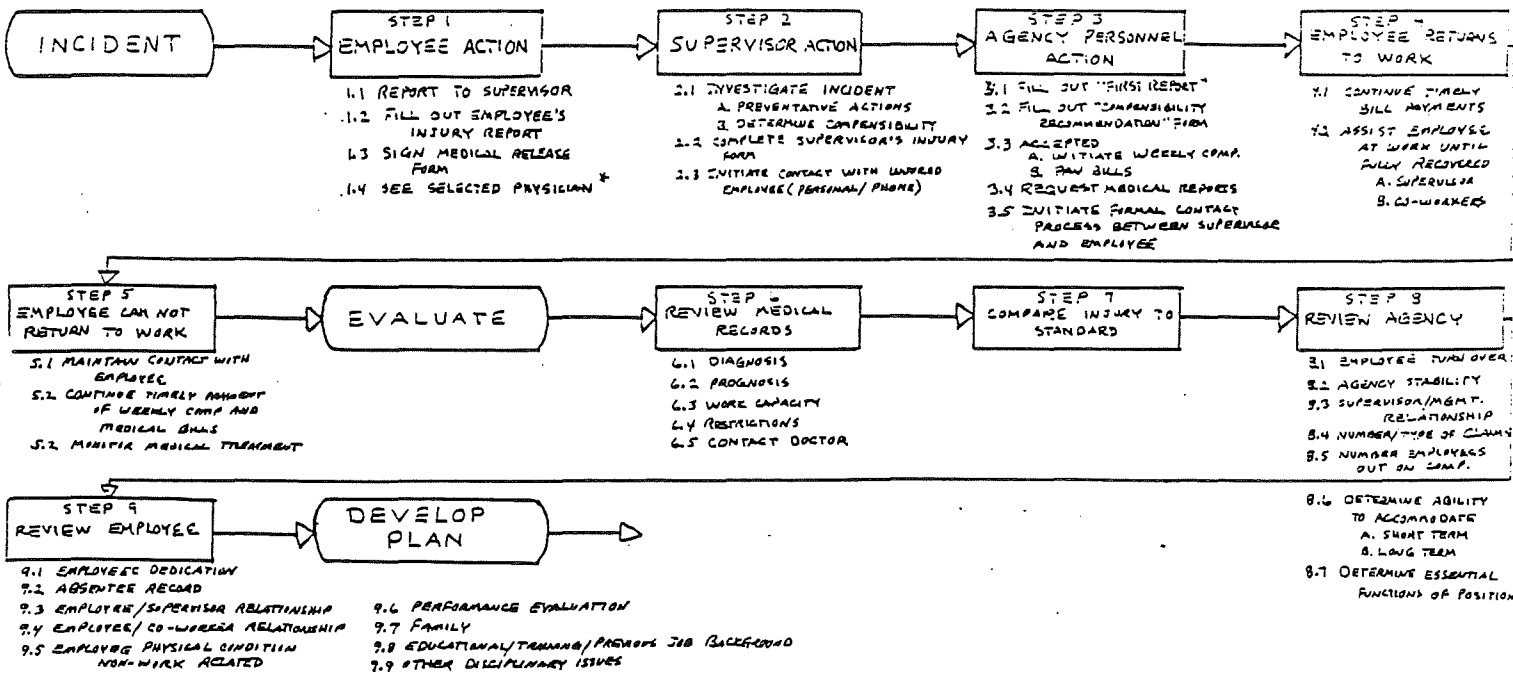 INCIDENT
STEP 1
EMPLOYEE ACTION
1.1 REPORT TO SUPERVISOR
.1.2 FILL OUT EMPLOYEE'S
INJURY REPORT
1.3 SIGN MEDICAL RELEASE
FORM
.1.4 SEE SELECTED PHYSICIAN *
STEP 2
SUPERVISOR ACTION
2.1 INVESTIGATE INCIDENT
A. PREVENTATIVE ACTIONS
B. DETERMINE COMPENSIBILITY
2.2 COMPLETE SUPERVISOR'S INJURY
FORM
2.3 INITIATE CONTACT WITH INJURED
EMPLOYEE (PERSONAL/PHONE)
STEP 3
AGENCY PERSONNEL
ACTION
3.1 FILL OUT "FIRST REPORT"
3.2 FILL OUT "COMPENSIBILITY
RECOMMENDATION" FORM
3.3 ACCEPTED
A. INITIATE WEEKLY COMP.
B. PAY BILLS
3.4 REQUEST MEDICAL REPORTS
3.5 INITIATE FORMAL CONTACT
PROCESS BETWEEN SUPERVISOR
AND EMPLOYEE
STEP 4
EMPLOYEE RETURNS
TO WORK
4.1 CONTINUE TIMELY
BILL PAYMENTS
4.2 ASSIST EMPLOYEE
AT WORK UNTIL
FULLY RECOVERED
A. SUPERVISOR
B. CO-WORKERS
STEP 5
EMPLOYEE CAN NOT
RETURN TO WORK
5.1 MAINTAIN CONTACT WITH
EMPLOYEE
5.2 CONTINUE TIMELY PAYMENT
OF WEEKLY COMP AND
MEDICAL BILLS
5.2 MONITOR MEDICAL TREATMENT
EVALUATE
STEP 6
REVIEW MEDICAL
RECORDS
6.1 DIAGNOSIS
6.2 PROGNOSIS
6.3 WORK CAPACITY
6.4 RESTRICTIONS
6.5 CONTACT DOCTOR
STEP 7
COMPARE INJURY TO
STANDARD
STEP 8
REVIEW AGENCY
8.1 EMPLOYEE TURN OVER
8.2 AGENCY STABILITY
8.3 SUPERVISOR/MGMT.
RELATIONSHIP
8.4 NUMBER/TYPE OF CLAIMS
8.5 NUMBER EMPLOYEES
OUT ON COMP.
8.6 DETERMINE ABILITY
TO ACCOMMODATE
A. SHORT TERM
B. LONG TERM
8.7 DETERMINE ESSENTIAL
FUNCTIONS OF POSITION
STEP 9
REVIEW EMPLOYEE
9.1 EMPLOYEES DEDICATION
9.2 ABSENTEE RECORD
9.3 EMPLOYEE/SUPERVISOR RELATIONSHIP
9.4 EMPLOYEE/CO-WORKER RELATIONSHIP
9.5 EMPLOYEE PHYSICAL CONDITION
NON-WORK RELATED
9.6 PERFORMANCE EVALUATION
9.7 FAMILY
9.8 EDUCATIONAL/TRAINING/PREVIOUS JOB BACKGROUND
9.9 OTHER DISCIPLINARY ISSUES
DEVELOP
PLAN